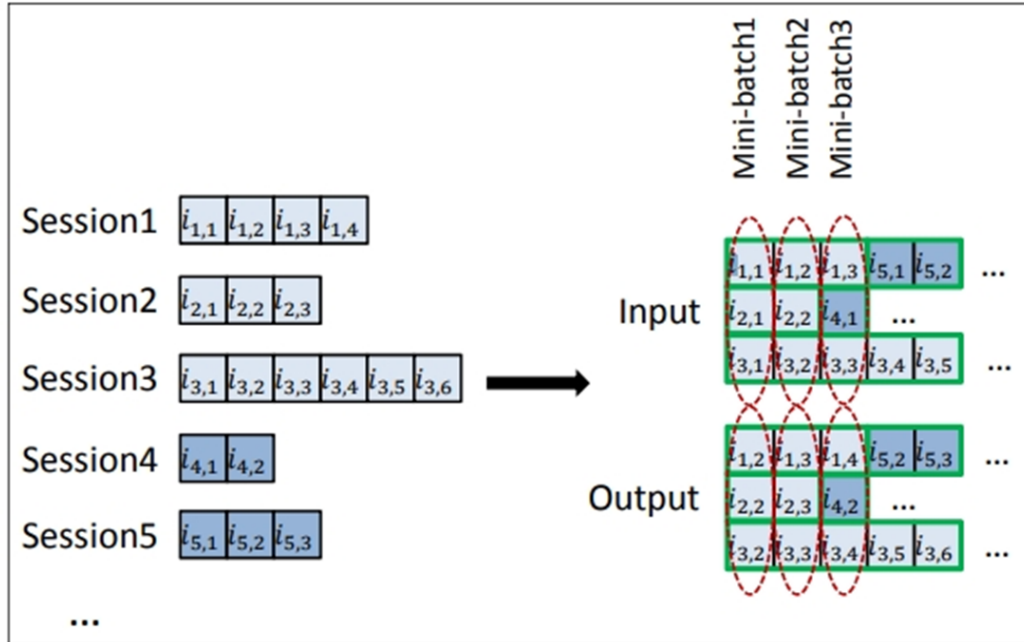 Mini-batch1
Mini-batch2
Mini-batch3
Session1 i1,1 i1,2 i1,3 i1,4
Session2 i2,1 i2,2 i2,3
Session3 i3,1 i3,2 i3,3 i3,4 i3,5 i3,6
Session4 i4,1 i4,2
Session5 i5,1 i5,2 i5,3
...
Input
i1,1 i1,2 i1,3 i5,1 i5,2 ...
i2,1 i2,2 i4,1 ...
i3,1 i3,2 i3,3 i3,4 i3,5 ...
Output
i1,2 i1,3 i1,4 i5,2 i5,3 ...
i2,2 i2,3 i4,2 ...
i3,2 i3,3 i3,4 i3,5 i3,6 ...